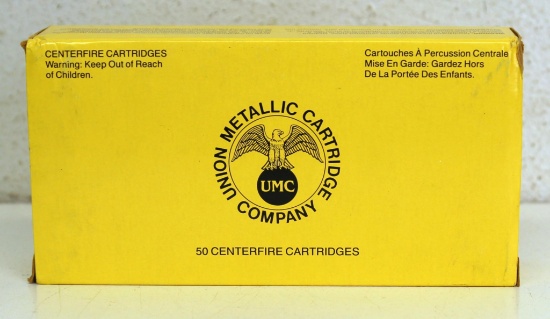 CENTERFIRE CARTRIDGES
Warning: Keep Out of Reach
of Children.
Cartouches À Percussion Centrale
Mise En Garde: Gardez Hors
De La Portée Des Enfants.
UNION METALLIC CARTRIDGE
COMPANY
UMC
50 CENTERFIRE CARTRIDGES